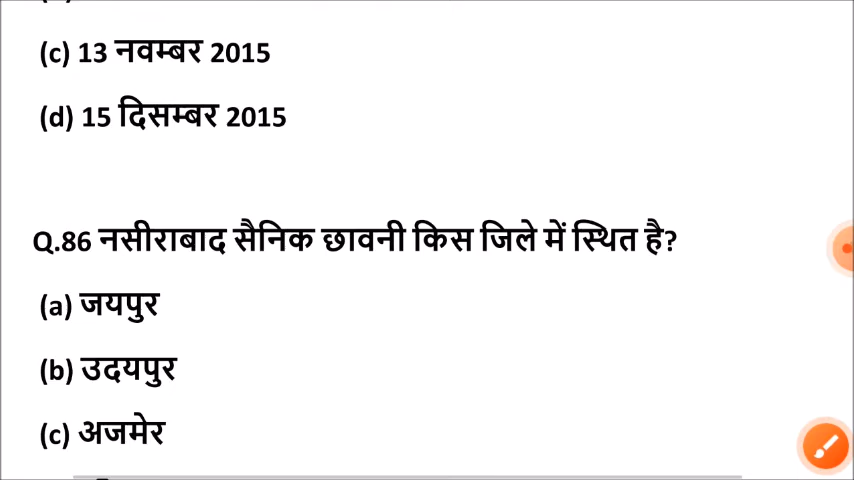 (c) 13 नवम्बर 2015
(d) 15 दिसम्बर 2015
Q.86 नसीराबाद सैनिक छावनी किस जिले में स्थित है?
(a) जयपुर
(b) उदयपुर
(c) अजमेर